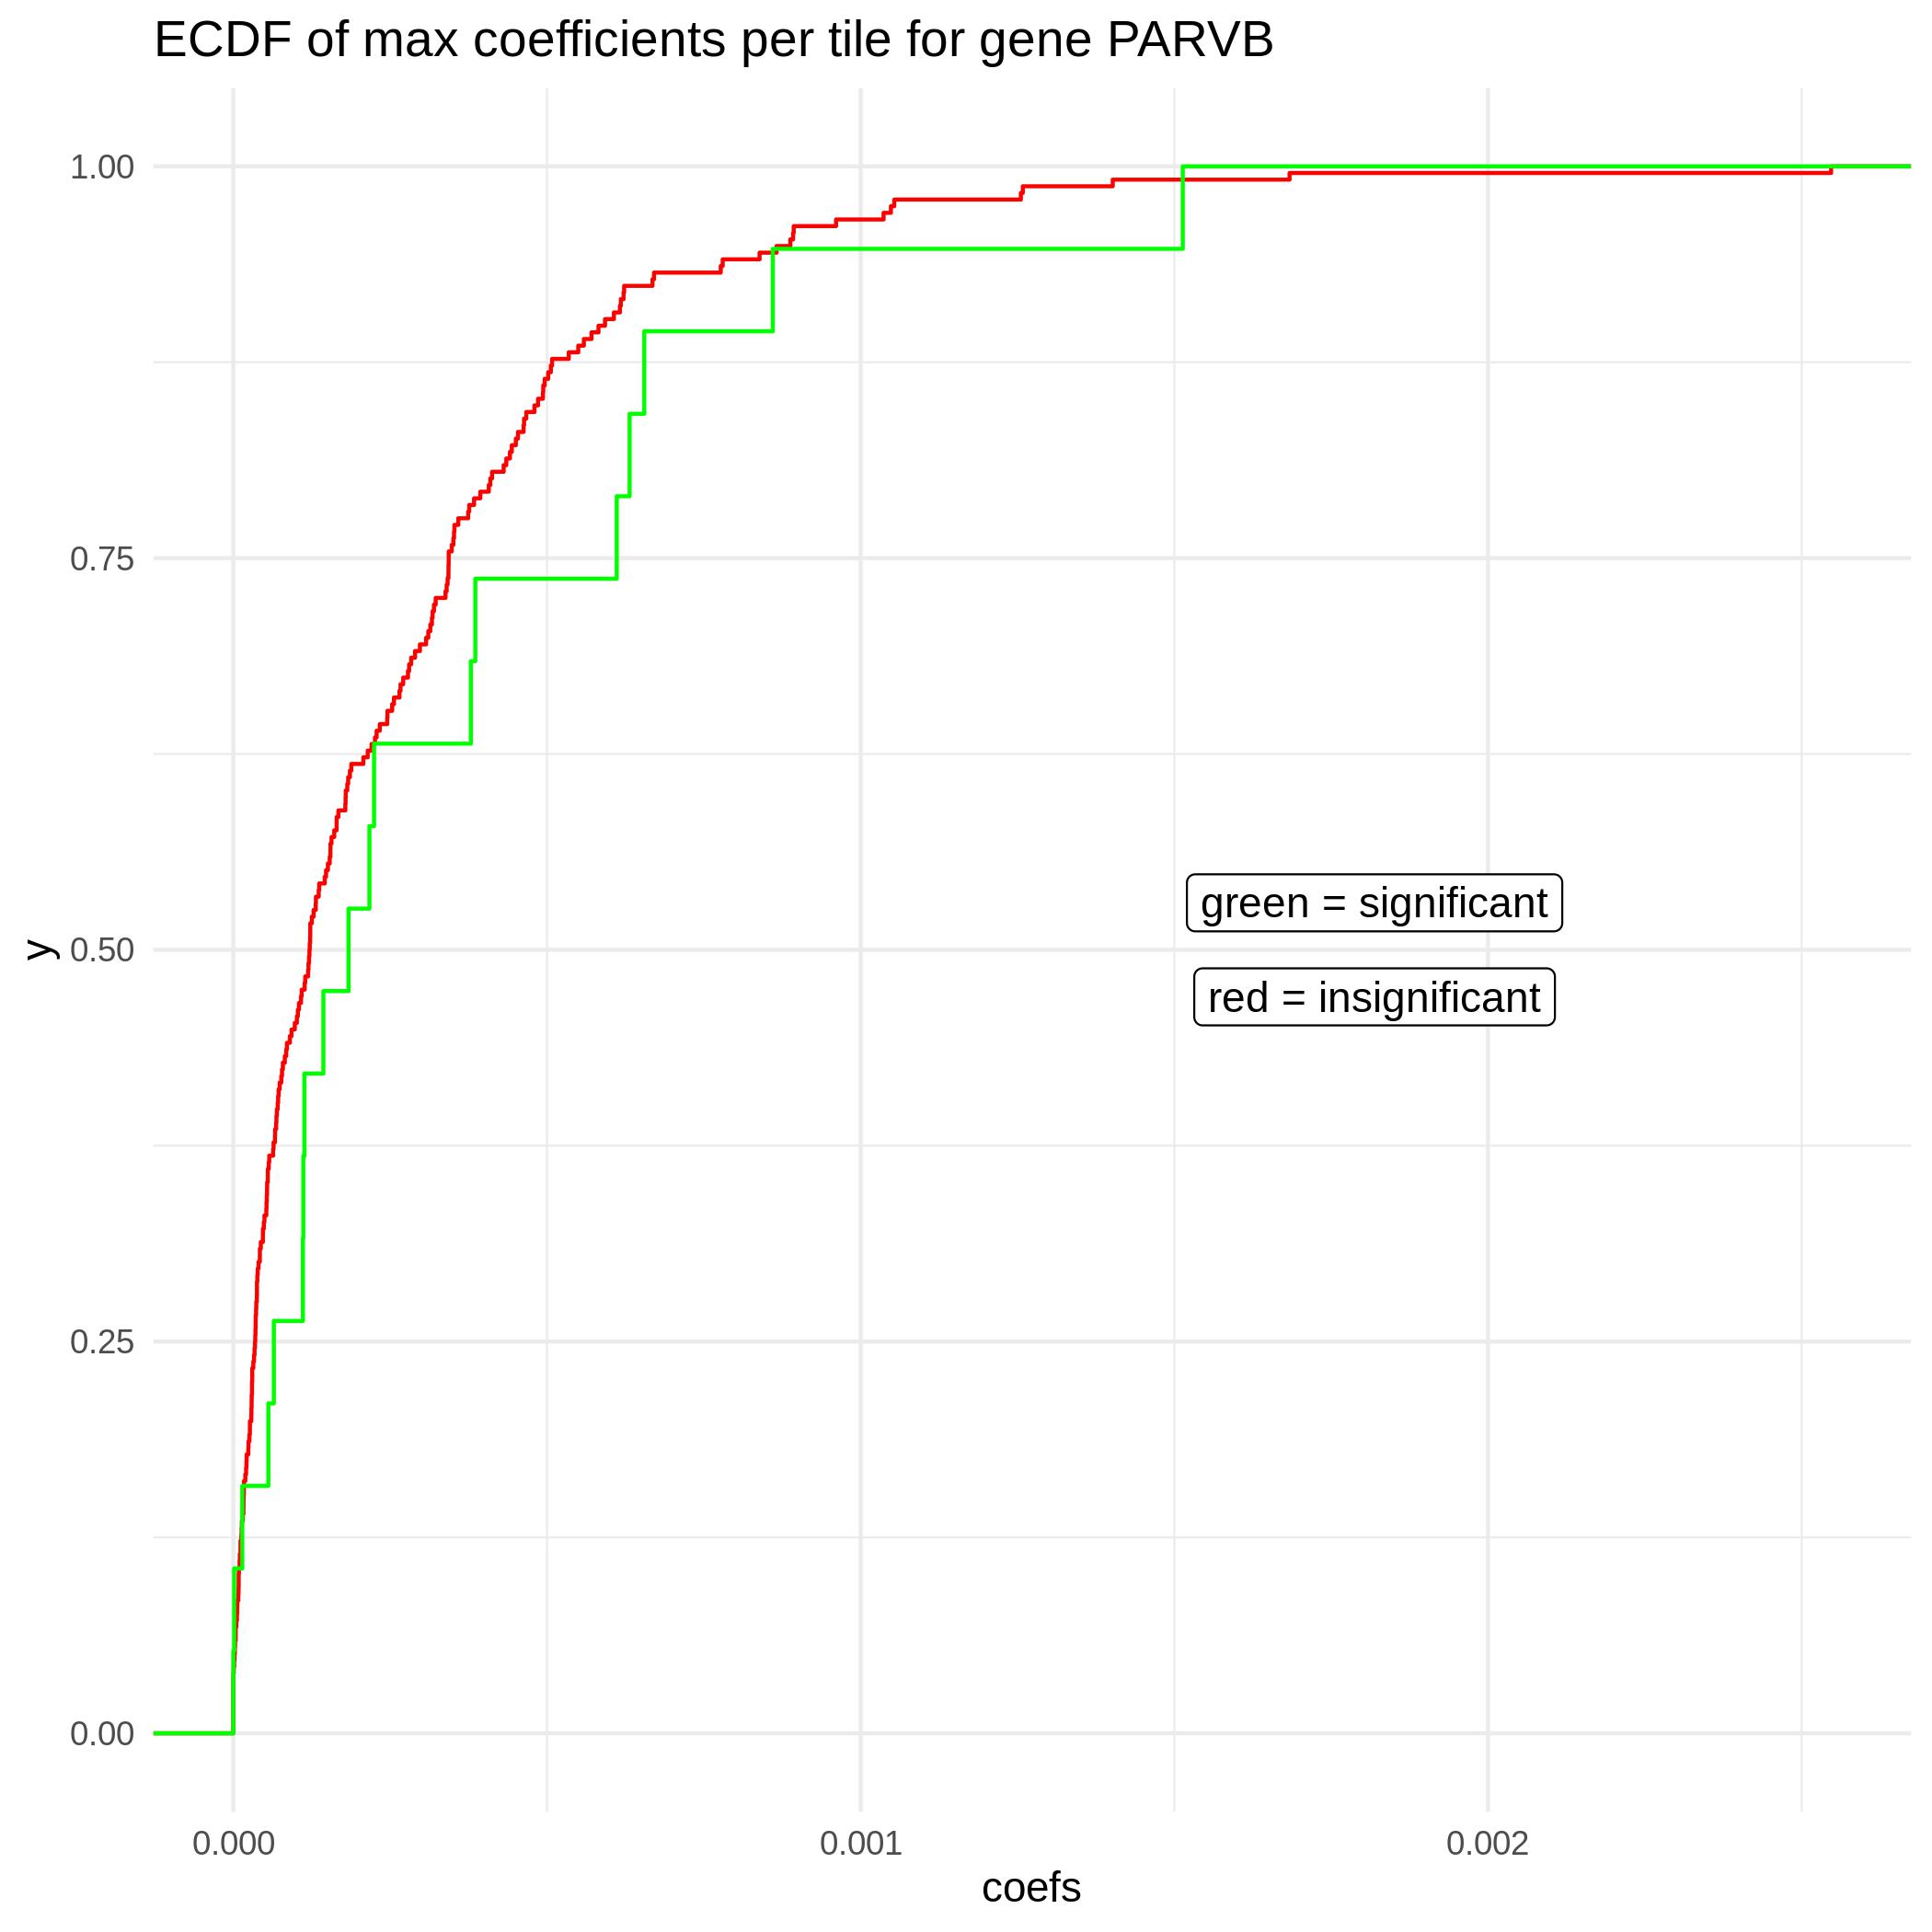 ECDF of max coefficients per tile for gene PARVB
1.00
0.75
0.50
0.25
0.00
y
green = significant
red = insignificant
0.000
0.001
0.002
coefs